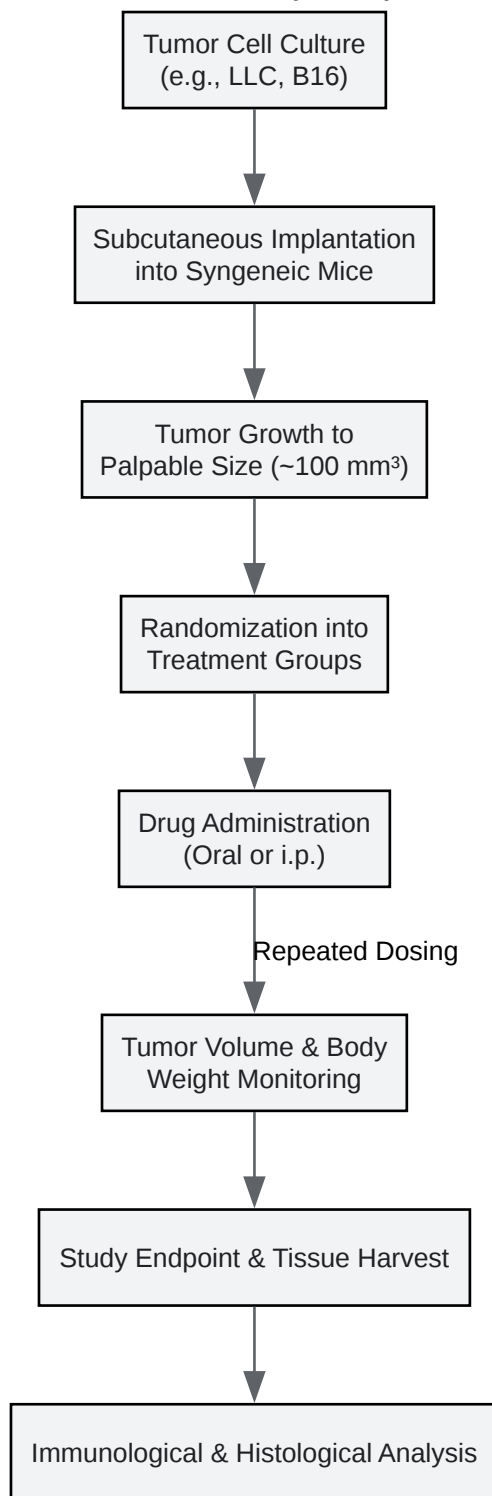 Tumor Cell Culture
(e.g., LLC, B16)
Subcutaneous Implantation
into Syngeneic Mice
Tumor Growth to
Palpable Size (~100 mm³)
Randomization into
Treatment Groups
Drug Administration
(Oral or i.p.)
Repeated Dosing
Tumor Volume & Body
Weight Monitoring
Study Endpoint & Tissue Harvest
Immunological & Histological Analysis